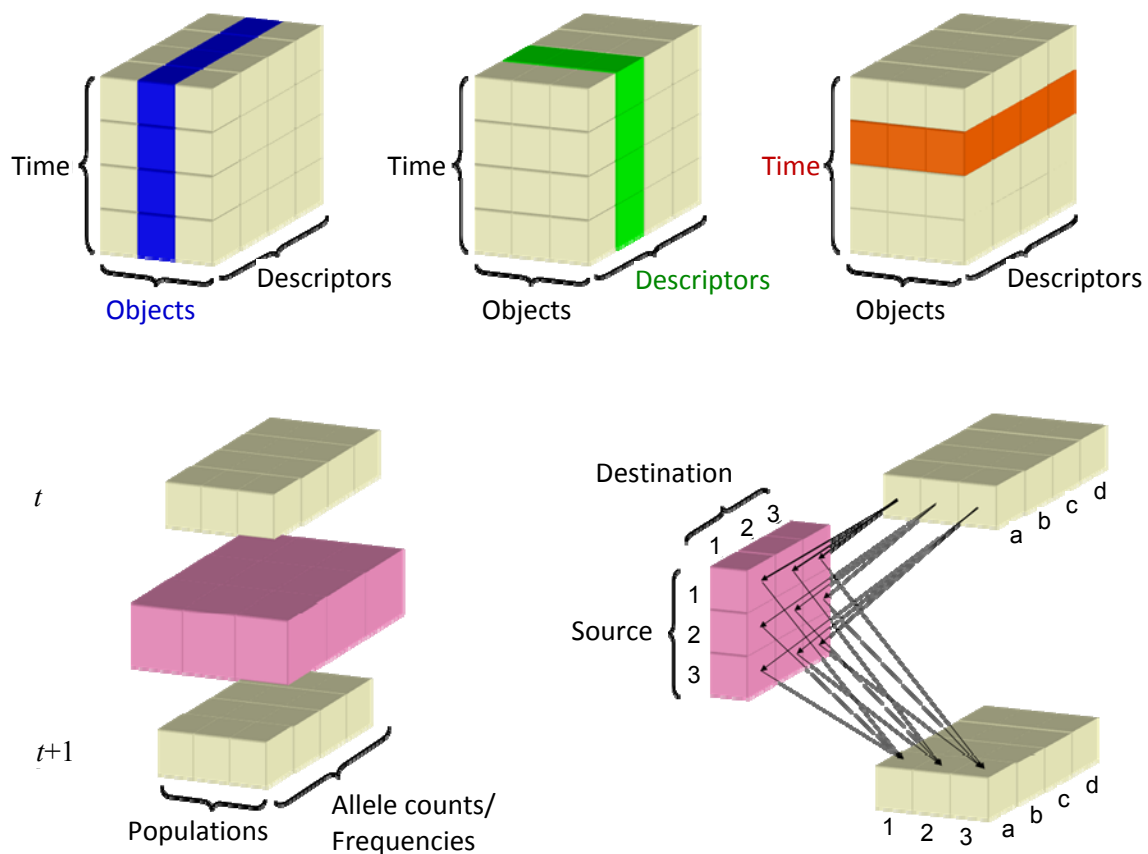 Time
Descriptors
Objects
Time
Descriptors
Objects
Time
Descriptors
Objects
t
t+1
Populations
Allele counts/
Frequencies
Destination
1 2 3
Source
1
2
3
a b c d
1 2 3
a b c d